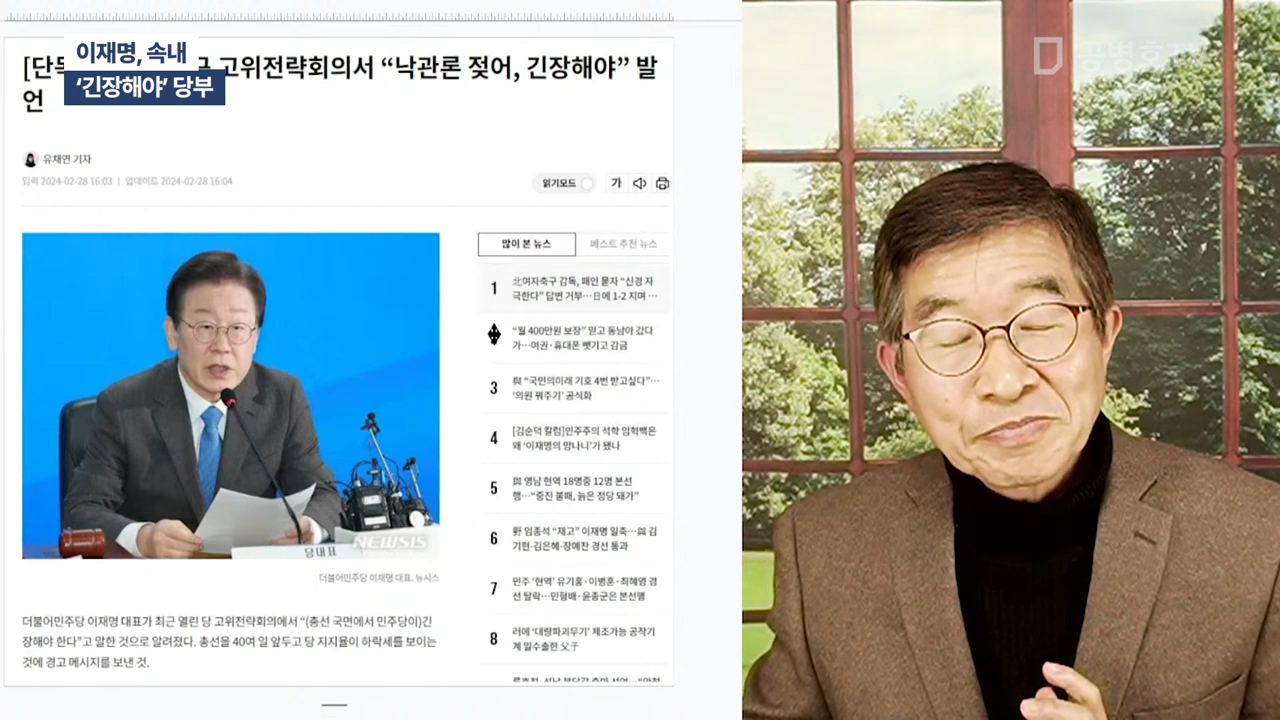 이재명, 속내
'긴장해야' 당부
[단독 고위전략회의서 “낙관론 젖어, 긴장해야” 발
언
유채연 기자
입력 2024-02-28 16:03 | 업데이트 2024-02-28 16:04
읽기모드
가
많이 본 뉴스
베스트 추천 뉴스
1
北여자축구 감독, 패안 묻자 “신경 자
극한다” 답변 거부…日에 1-2 지며 …
“월 400만원 보장” 믿고 동남아 갔다
가…여권·휴대폰 뺏기고 감금
3
與 “국민의미래 기호 4번 받고싶다”…
‘의원 꿔주기’ 공식화
4
[김순덕 칼럼]민주주의 석학 임혁백은
왜 ‘이재명의 망나니’가 됐나
5
與 영남 현역 18명중 12명 본선
행…“중진 불패, 늙은 정당 돼가”
6
野 임종석 “재고” 이재명 일축…與 김
기현·김은혜·장예찬 경선 통과
7
민주 ‘현역’ 유기홍·이병훈·최혜영 경
선 탈락…민형배·윤종군은 본선행
8
러에 ‘대량파괴무기’ 제조가능 공작기
계 밀수출한 父子
당대표
NEWSIS
더불어민주당 이재명 대표. 뉴시스
더불어민주당 이재명 대표가 최근 열린 당 고위전략회의에서 “(총선 국면에서 민주당이)긴
장해야 한다”고 말한 것으로 알려졌다. 총선을 40여 일 앞두고 당 지지율이 하락세를 보이는
것에 경고 메시지를 보낸 것.
공병호